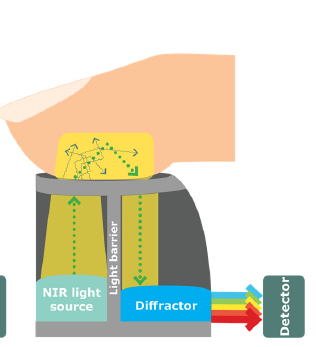 Light barrier
NIR light
source
Diffractor
Detector